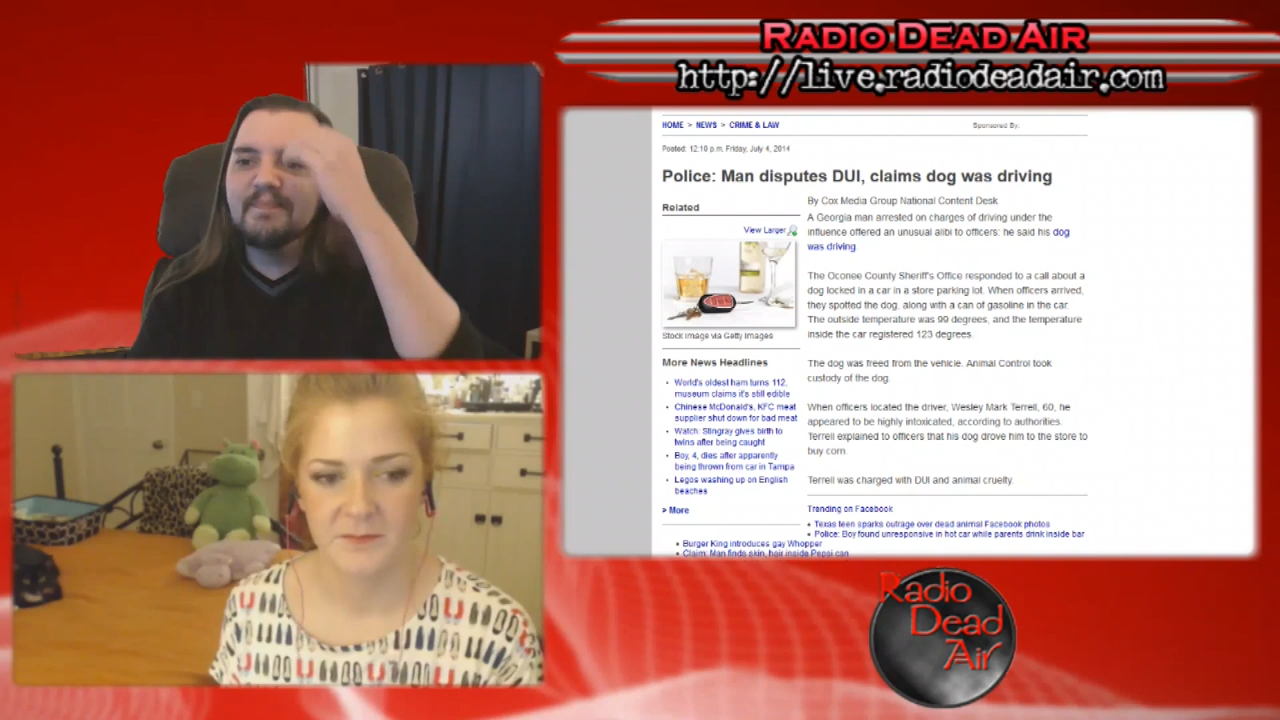 RADIO DEAD AIR
http://live.radiodeadair.com
HOME > NEWS > CRIME & LAW
Sponsored By:
Posted: 12:10 p.m. Friday, July 4, 2014
Police: Man disputes DUI, claims dog was driving
Related
View Larger
Stock image via Getty Images
More News Headlines
World's oldest ham turns 112,
museum claims it's still edible
Chinese McDonald's, KFC meat
supplier shut down for bad meat
Watch: Stingray gives birth to
twins after being caught
Boy, 4, dies after apparently
being thrown from car in Tampa
Legos washing up on English
beaches
> More
By Cox Media Group National Content Desk
A Georgia man arrested on charges of driving under the
influence offered an unusual alibi to officers: he said his dog
was driving.
The Oconee County Sheriff's Office responded to a call about a
dog locked in a car in a store parking lot. When officers arrived,
they spotted the dog, along with a can of gasoline in the car.
The outside temperature was 99 degrees, and the temperature
inside the car registered 123 degrees.
The dog was freed from the vehicle. Animal Control took
custody of the dog.
When officers located the driver, Wesley Mark Terrell, 60, he
appeared to be highly intoxicated, according to authorities.
Terrell explained to officers that his dog drove him to the store to
buy corn.
Terrell was charged with DUI and animal cruelty.
Trending on Facebook
Texas teen sparks outrage over dead animal Facebook photos
Police: Boy found unresponsive in hot car while parents drink inside bar
Burger King introduces gay Whopper
Claim: Man finds skin, hair inside Pepsi can
Radio
Dead
Air